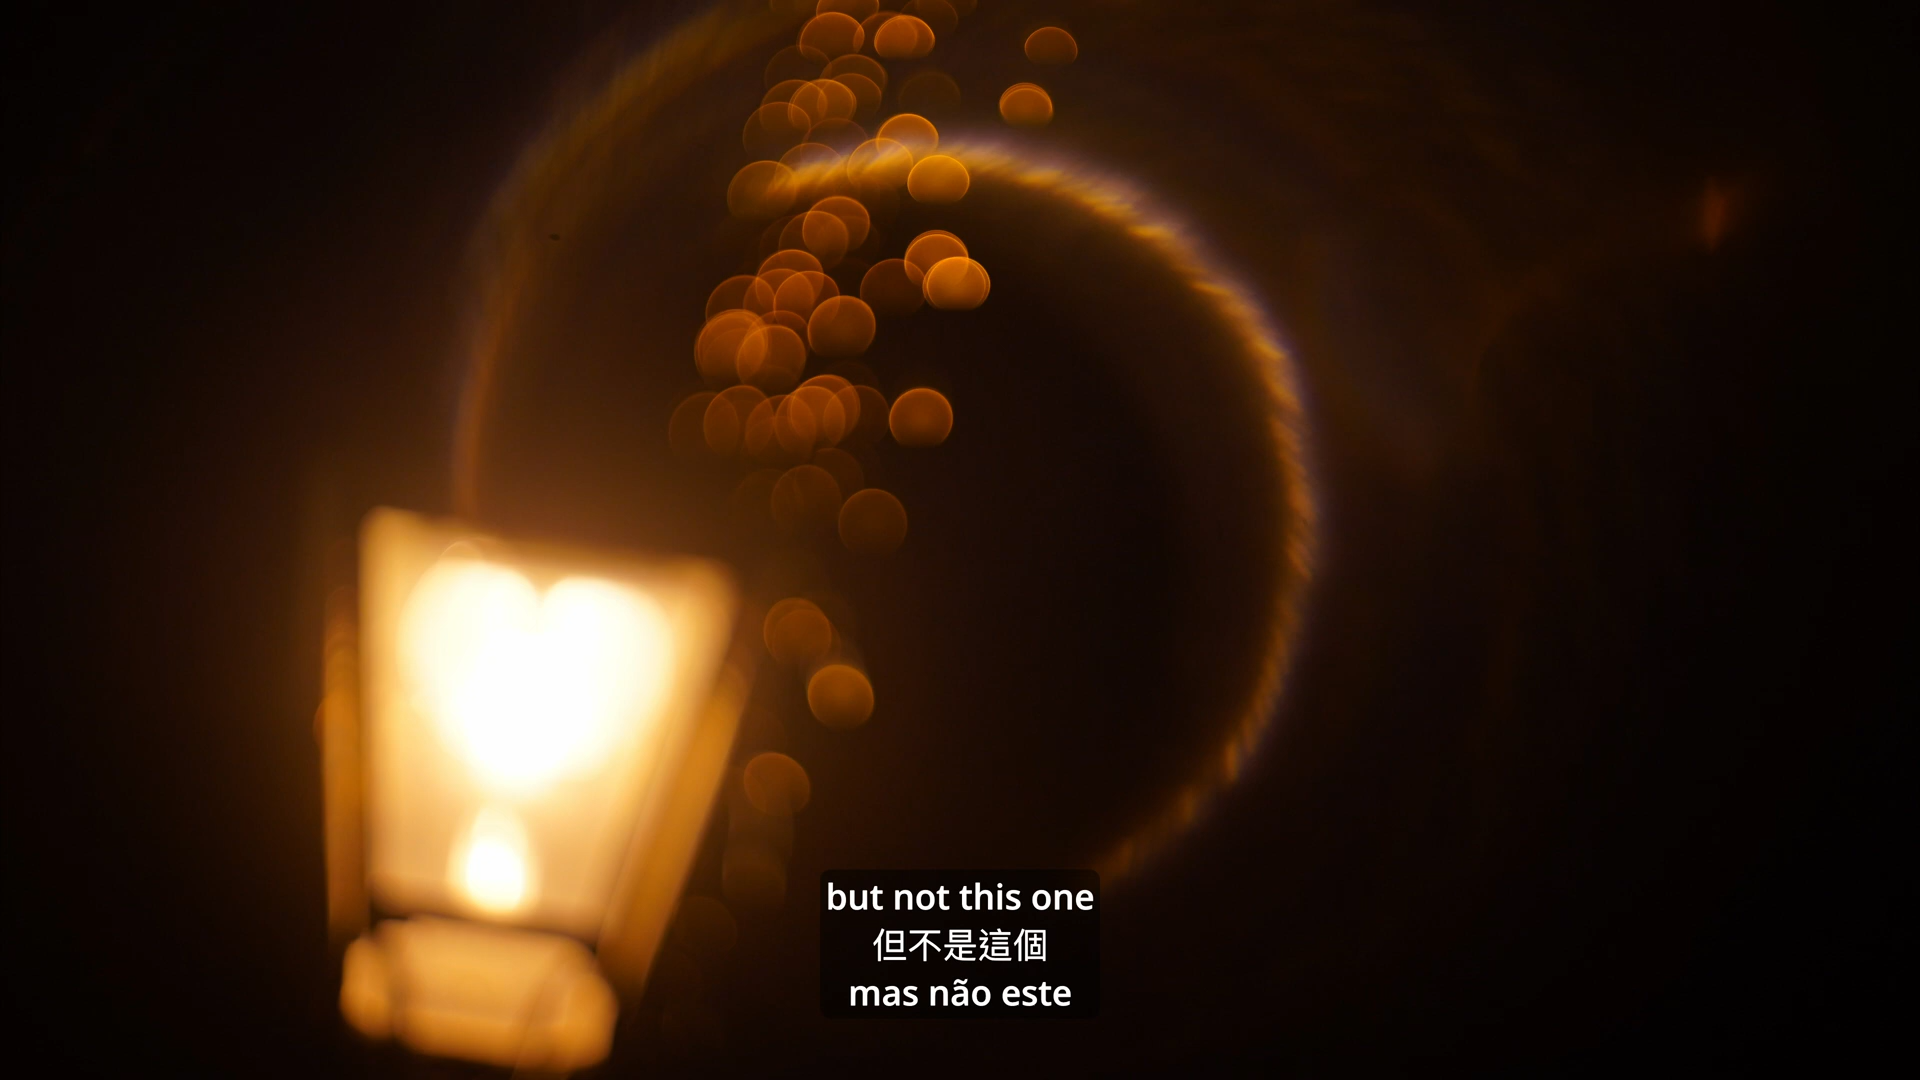 but not this one
但不是這個
mas não este